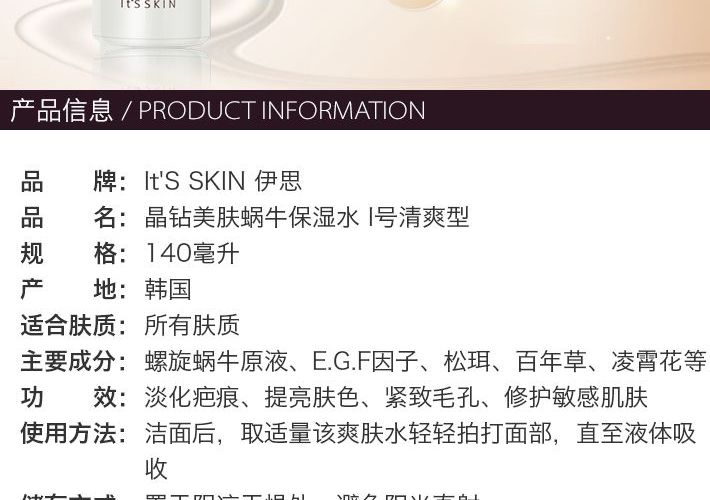 It'S SKIN
产品信息 / PRODUCT INFORMATION
品 牌: It'S SKIN 伊思
品 名: 晶钻美肤蜗牛保湿水 I号清爽型
规 格: 140毫升
产 地: 韩国
适合肤质: 所有肤质
主要成分: 螺旋蜗牛原液、E.G.F因子、松珥、百年草、凌霄花等
功 效: 淡化疤痕、提亮肤色、紧致毛孔、修护敏感肌肤
使用方法: 洁面后，取适量该爽肤水轻轻拍打面部，直至液体吸
收